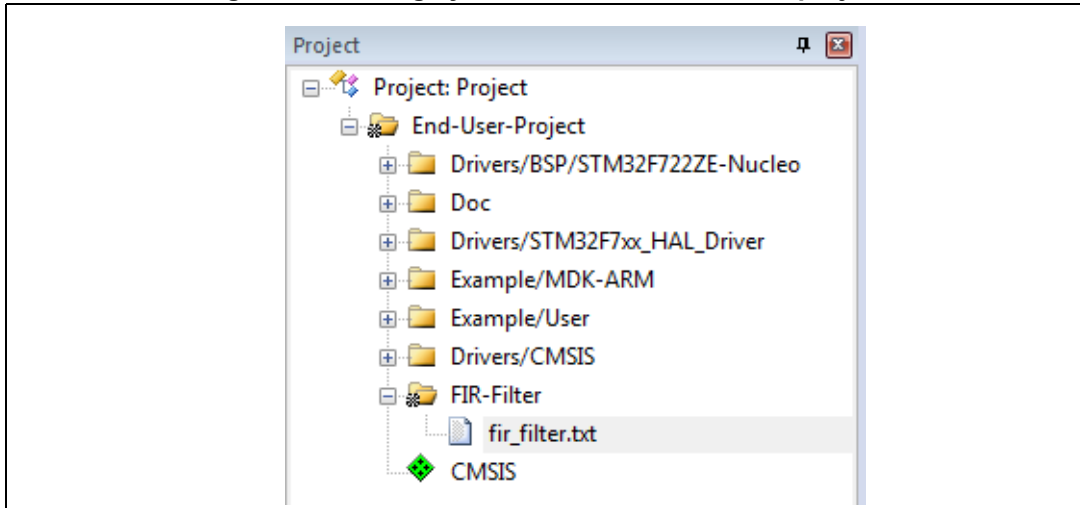 Project
Project: Project
End-User-Project
Drivers/BSP/STM32F722ZE-Nucleo
Doc
Drivers/STM32F7xx_HAL_Driver
Example/MDK-ARM
Example/User
Drivers/CMSIS
FIR-Filter
fir_filter.txt
CMSIS